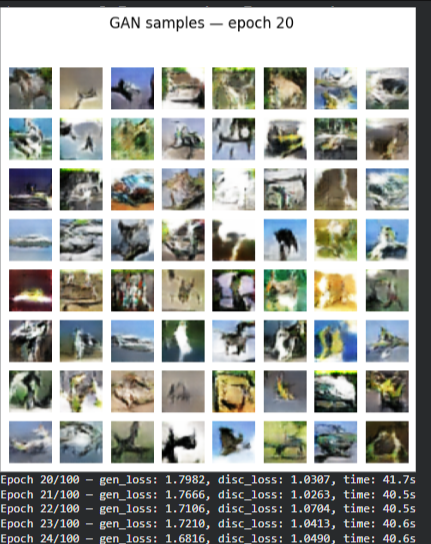 GAN samples — epoch 20
Epoch 20/100 — gen_loss: 1.7982, disc_loss: 1.0307, time: 41.7s
Epoch 21/100 — gen_loss: 1.7666, disc_loss: 1.0263, time: 40.5s
Epoch 22/100 — gen_loss: 1.7106, disc_loss: 1.0704, time: 40.5s
Epoch 23/100 — gen_loss: 1.7210, disc_loss: 1.0413, time: 40.6s
Epoch 24/100 — gen_loss: 1.6816, disc_loss: 1.0490, time: 40.6s